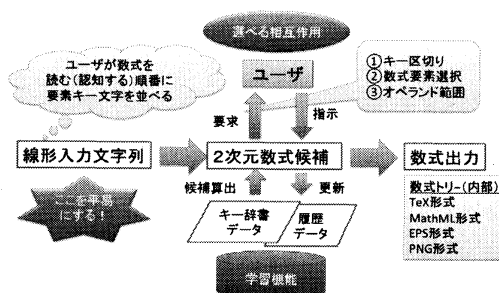 選べる相互作用
ユーザが数式を
読む(認知する)順番に
要素キー文字を並べる
ユーザ
①キー区切り
②数式要素選択
③オペランド範囲
要求
指示
線形入力文字列
2次元数式候補
数式出力
ここを平易
にする!
候補算出
更新
キー辞書
データ
履歴
データ
数式トリー(内部)
TeX形式
MathML形式
EPS形式
PNG形式
学習機能